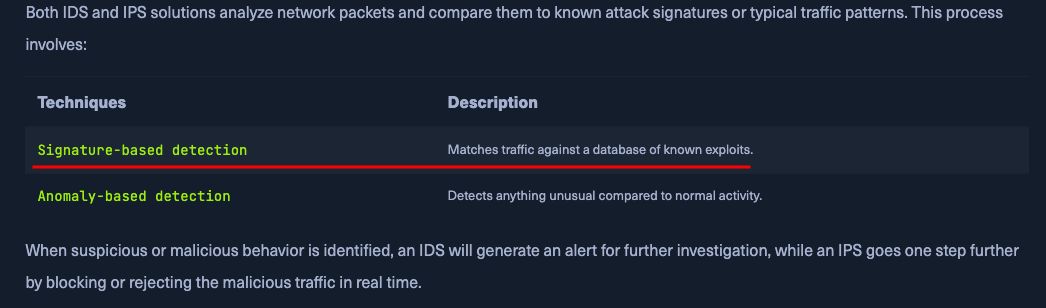 Both IDS and IPS solutions analyze network packets and compare them to known attack signatures or typical traffic patterns. This process
involves:
Techniques Description
Signature-based detection Matches traffic against a database of known exploits.
Anomaly-based detection Detects anything unusual compared to normal activity.
When suspicious or malicious behavior is identified, an IDS will generate an alert for further investigation, while an IPS goes one step further
by blocking or rejecting the malicious traffic in real time.